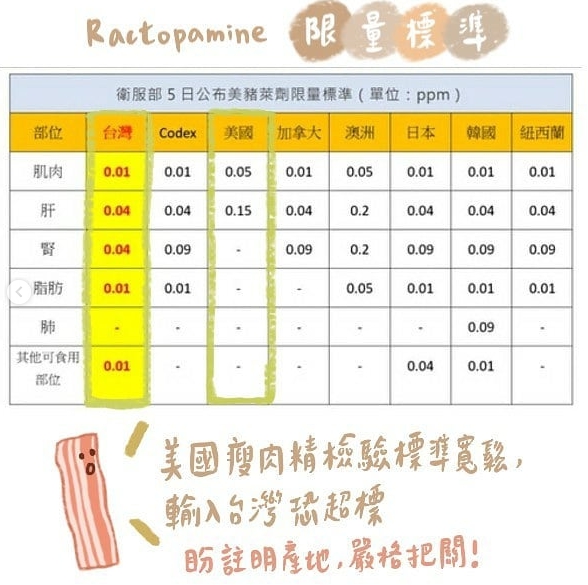 Ractopamine 限量標準
衛服部 5 日公布美豬萊劑限量標準（單位：ppm）
部位 台灣 Codex 美國 加拿大 澳洲 日本 韓國 紐西蘭
肌肉 0.01 0.01 0.05 0.01 0.05 0.01 0.01 0.01
肝 0.04 0.04 0.15 0.04 0.2 0.04 0.04 0.04
腎 0.04 0.09 - 0.09 0.2 0.09 0.09 0.09
脂肪 0.01 0.01 - - 0.05 0.01 0.01 0.01
肺 - - - - - - 0.09 -
其他可食用
部位 0.01 - - - - 0.04 0.01 -
美國瘦肉精檢驗標準寬鬆，
輸入台灣恐超標
盼註明產地，嚴格把關！